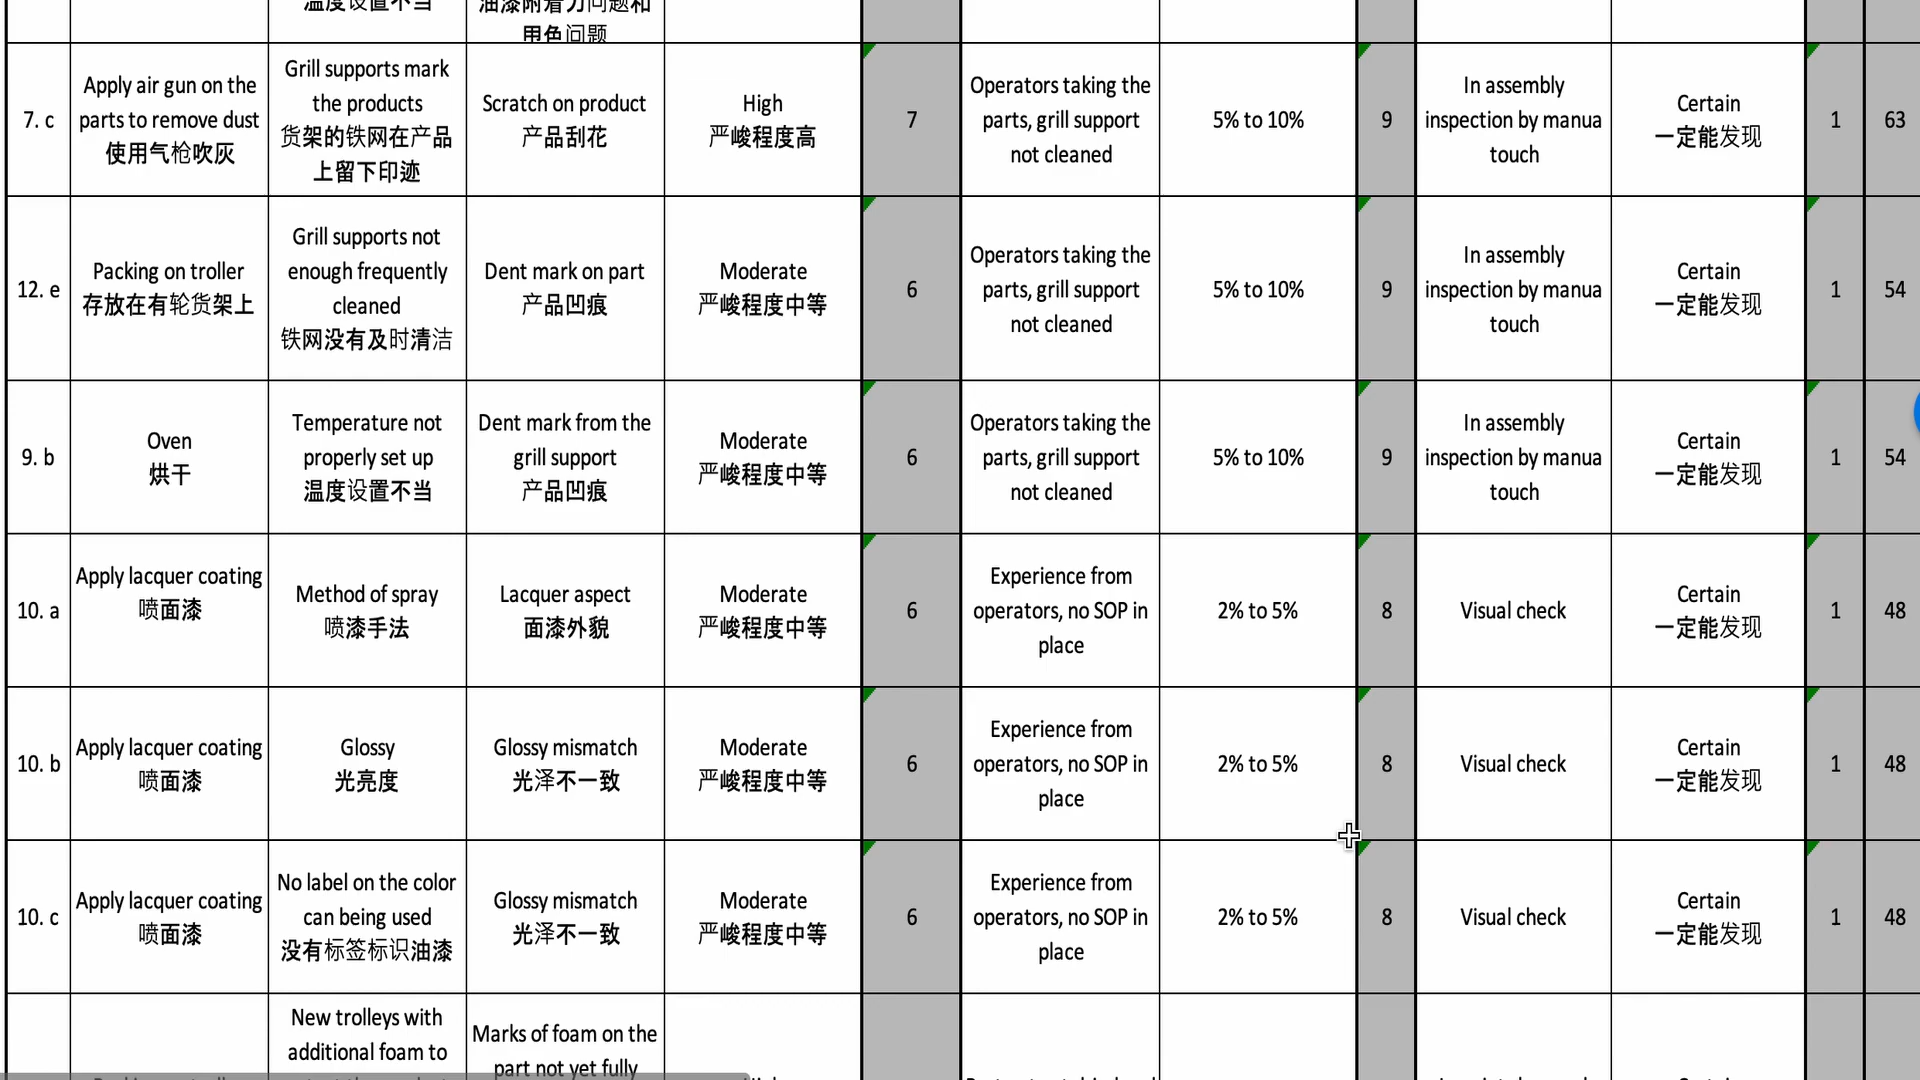 温度设置不当
油漆附着力问题和
甩色问题
7. c
Apply air gun on the
parts to remove dust
使用气枪吹灰
Grill supports mark
the products
货架的铁网在产品
上留下印迹
Scratch on product
产品刮花
High
严峻程度高
7
Operators taking the
parts, grill support
not cleaned
5% to 10%
9
In assembly
inspection by manua
touch
Certain
一定能发现
1
63
12. e
Packing on troller
存放在有轮货架上
Grill supports not
enough frequently
cleaned
铁网没有及时清洁
Dent mark on part
产品凹痕
Moderate
严峻程度中等
6
Operators taking the
parts, grill support
not cleaned
5% to 10%
9
In assembly
inspection by manua
touch
Certain
一定能发现
1
54
9. b
Oven
烘干
Temperature not
properly set up
温度设置不当
Dent mark from the
grill support
产品凹痕
Moderate
严峻程度中等
6
Operators taking the
parts, grill support
not cleaned
5% to 10%
9
In assembly
inspection by manua
touch
Certain
一定能发现
1
54
10. a
Apply lacquer coating
喷面漆
Method of spray
喷漆手法
Lacquer aspect
面漆外貌
Moderate
严峻程度中等
6
Experience from
operators, no SOP in
place
2% to 5%
8
Visual check
Certain
一定能发现
1
48
10. b
Apply lacquer coating
喷面漆
Glossy
光亮度
Glossy mismatch
光泽不一致
Moderate
严峻程度中等
6
Experience from
operators, no SOP in
place
2% to 5%
8
Visual check
Certain
一定能发现
1
48
10. c
Apply lacquer coating
喷面漆
No label on the color
can being used
没有标签标识油漆
Glossy mismatch
光泽不一致
Moderate
严峻程度中等
6
Experience from
operators, no SOP in
place
2% to 5%
8
Visual check
Certain
一定能发现
1
48
New trolleys with
additional foam to
Marks of foam on the
part not yet fully